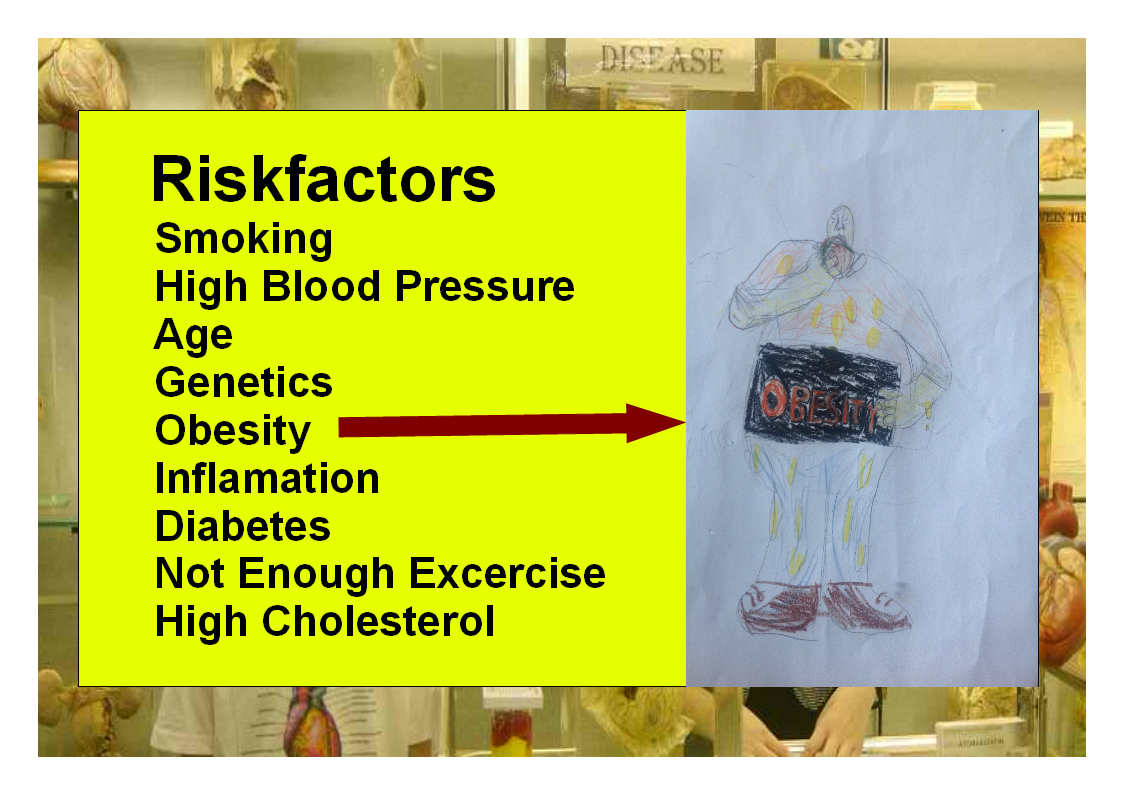 DISEASE
Riskfactors
Smoking
High Blood Pressure
Age
Genetics
Obesity
Inflamation
Diabetes
Not Enough Excercise
High Cholesterol
OBESITY